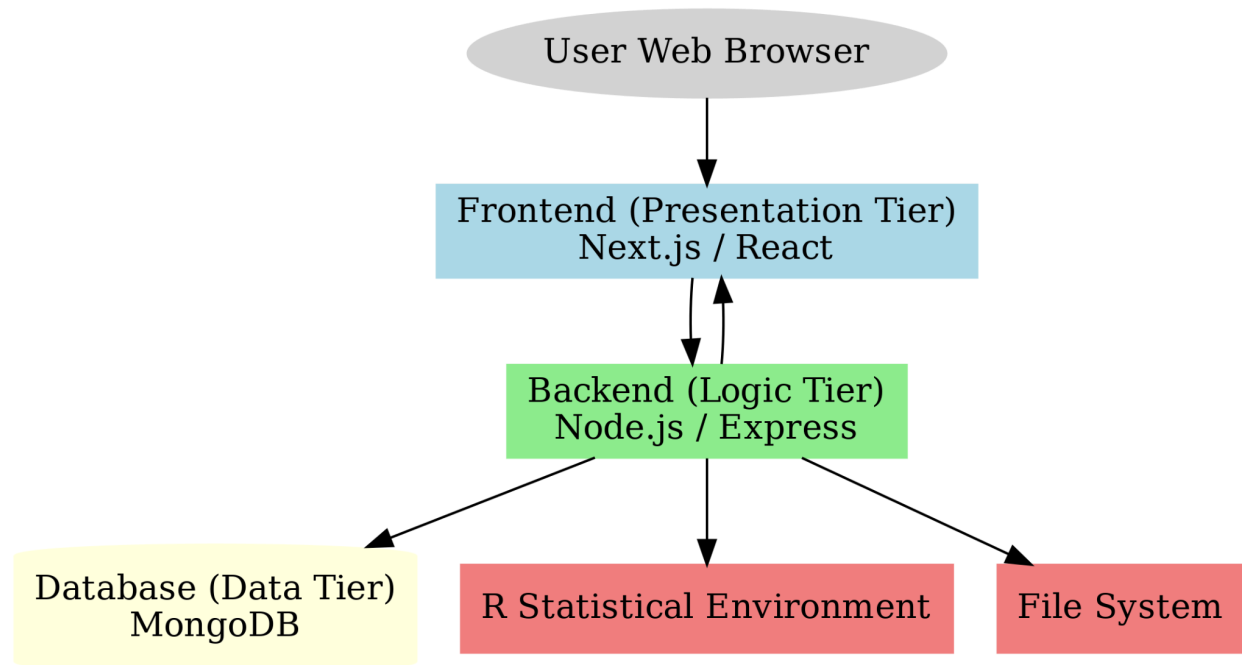 User Web Browser
Frontend (Presentation Tier)
Next.js / React
Backend (Logic Tier)
Node.js / Express
Database (Data Tier)
MongoDB
R Statistical Environment
File System